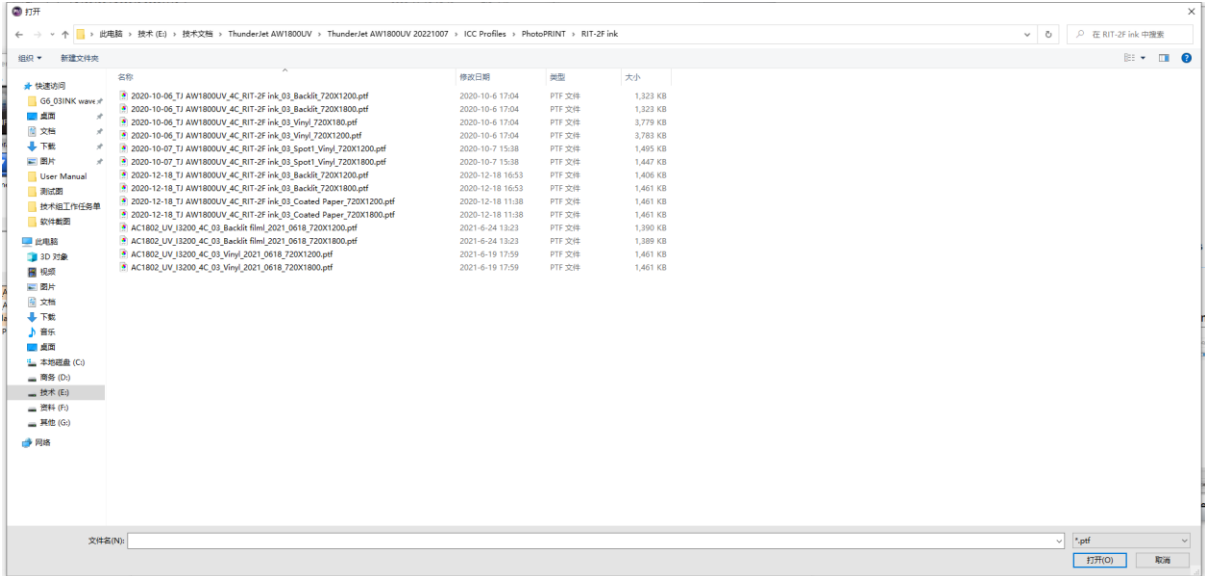 打开
此电脑 › 技术 (E:) › 技术文档 › ThunderJet AW1800UV › ThunderJet AW1800UV 20221007 › ICC Profiles › PhotoPRINT › RIT-2F ink
在 RIT-2F ink 中搜索
组织 新建文件夹
名称 修改日期 类型 大小
2020-10-06_TJ AW1800UV_4C_RIT-2F ink_03_Backlit_720X1200.ptf 2020-10-6 17:04 PTF 文件 1,323 KB
2020-10-06_TJ AW1800UV_4C_RIT-2F ink_03_Backlit_720X1800.ptf 2020-10-6 17:04 PTF 文件 1,323 KB
2020-10-06_TJ AW1800UV_4C_RIT-2F ink_03_Vinyl_720X180.ptf 2020-10-6 17:04 PTF 文件 3,779 KB
2020-10-06_TJ AW1800UV_4C_RIT-2F ink_03_Vinyl_720X1200.ptf 2020-10-6 17:04 PTF 文件 3,783 KB
2020-10-07_TJ AW1800UV_4C_RIT-2F ink_03_Spot1_Vinyl_720X1200.ptf 2020-10-7 15:38 PTF 文件 1,495 KB
2020-10-07_TJ AW1800UV_4C_RIT-2F ink_03_Spot1_Vinyl_720X1800.ptf 2020-10-7 15:38 PTF 文件 1,447 KB
2020-12-18_TJ AW1800UV_4C_RIT-2F ink_03_Backlit_720X1200.ptf 2020-12-18 16:53 PTF 文件 1,406 KB
2020-12-18_TJ AW1800UV_4C_RIT-2F ink_03_Backlit_720X1800.ptf 2020-12-18 16:53 PTF 文件 1,461 KB
2020-12-18_TJ AW1800UV_4C_RIT-2F ink_03_Coated Paper_720X1200.ptf 2020-12-18 11:38 PTF 文件 1,461 KB
2020-12-18_TJ AW1800UV_4C_RIT-2F ink_03_Coated Paper_720X1800.ptf 2020-12-18 11:38 PTF 文件 1,461 KB
AC1802_UV_I3200_4C_03_Backlit filml_2021_0618_720X1200.ptf 2021-6-24 13:23 PTF 文件 1,390 KB
AC1802_UV_I3200_4C_03_Backlit filml_2021_0618_720X1800.ptf 2021-6-24 13:23 PTF 文件 1,389 KB
AC1802_UV_I3200_4C_03_Vinyl_2021_0618_720X1200.ptf 2021-6-19 17:59 PTF 文件 1,461 KB
AC1802_UV_I3200_4C_03_Vinyl_2021_0618_720X1800.ptf 2021-6-19 17:59 PTF 文件 1,461 KB
快速访问
G6_03INK wave
桌面
文档
下载
图片
User Manual
测试图
技术组工作任务单
软件截图
此电脑
3D 对象
视频
图片
文档
下载
音乐
桌面
本地磁盘 (C:)
商务 (D:)
技术 (E:)
资料 (F:)
其他 (G:)
网络
文件名(N):
*.ptf
打开(O) 取消